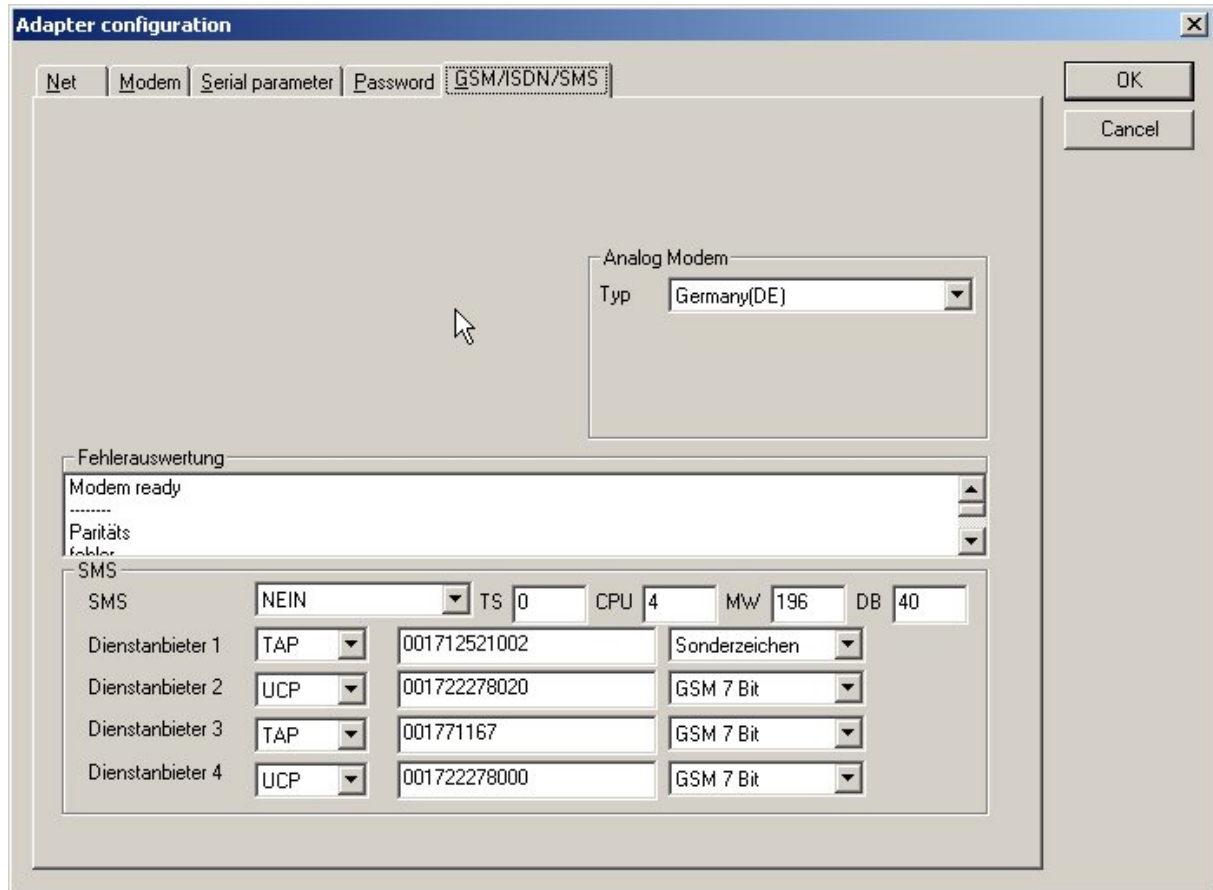 Adapter configuration
Net Modem Serial parameter Password GSM/ISDN/SMS
OK
Cancel
Analog Modem
Typ Germany(DE)
Fehlerauswertung
Modem ready
--------
Paritäts
fehler
SMS
SMS NEIN TS 0 CPU 4 MW 196 DB 40
Dienstanbieter 1 TAP 001712521002 Sonderzeichen
Dienstanbieter 2 UCP 001722278020 GSM 7 Bit
Dienstanbieter 3 TAP 001771167 GSM 7 Bit
Dienstanbieter 4 UCP 001722278000 GSM 7 Bit